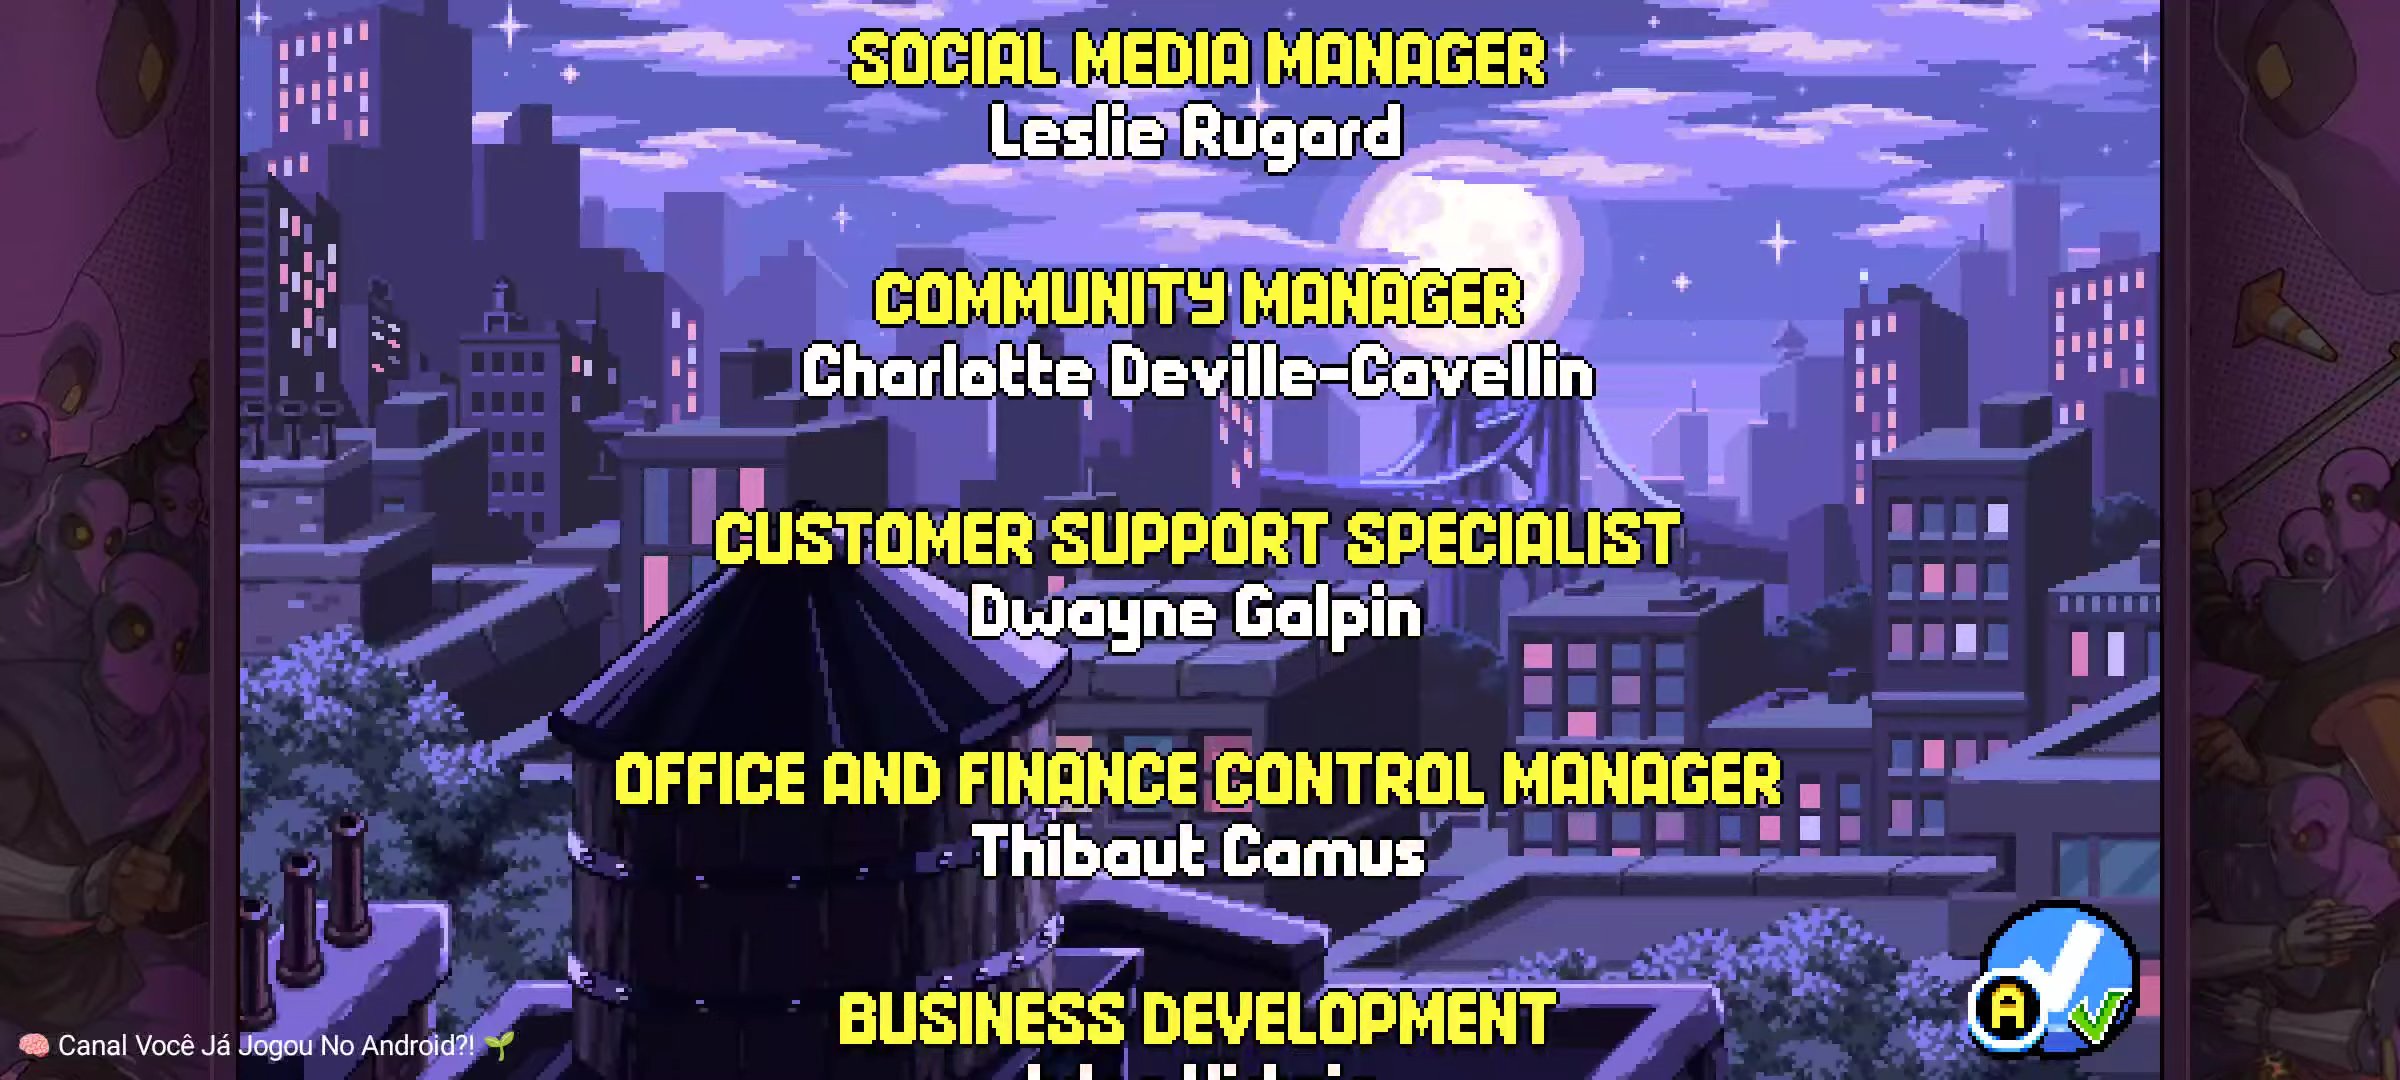 SOCIAL MEDIA MANAGER
Leslie Rugard
COMMUNITY MANAGER
Charlotte Deville-Cavellin
CUSTOMER SUPPORT SPECIALIST
Dwayne Galpin
OFFICE AND FINANCE CONTROL MANAGER
Thibaut Camus
BUSINESS DEVELOPMENT
A
🧠 Canal Você Já Jogou No Android?! 🌱